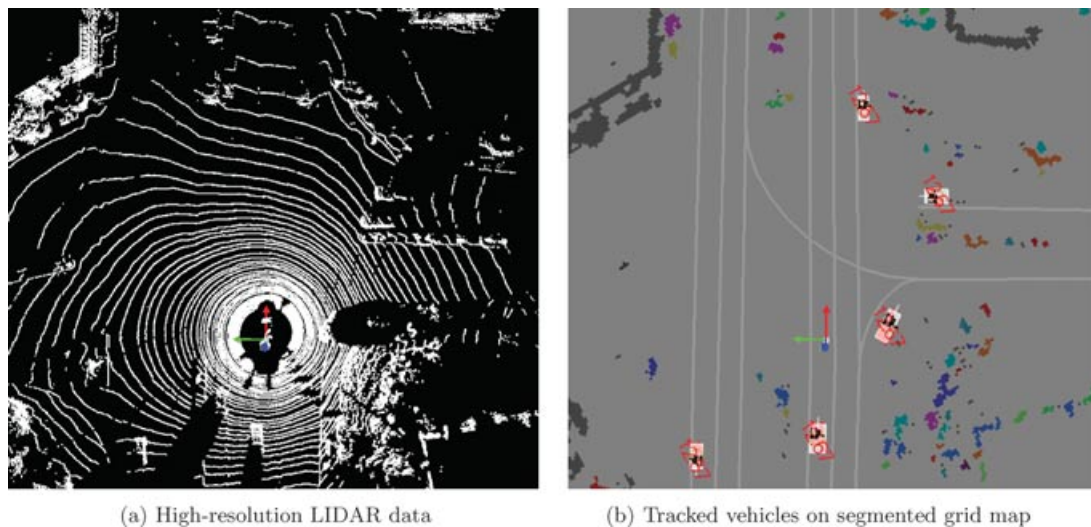 (a) High-resolution LIDAR data
(b) Tracked vehicles on segmented grid map